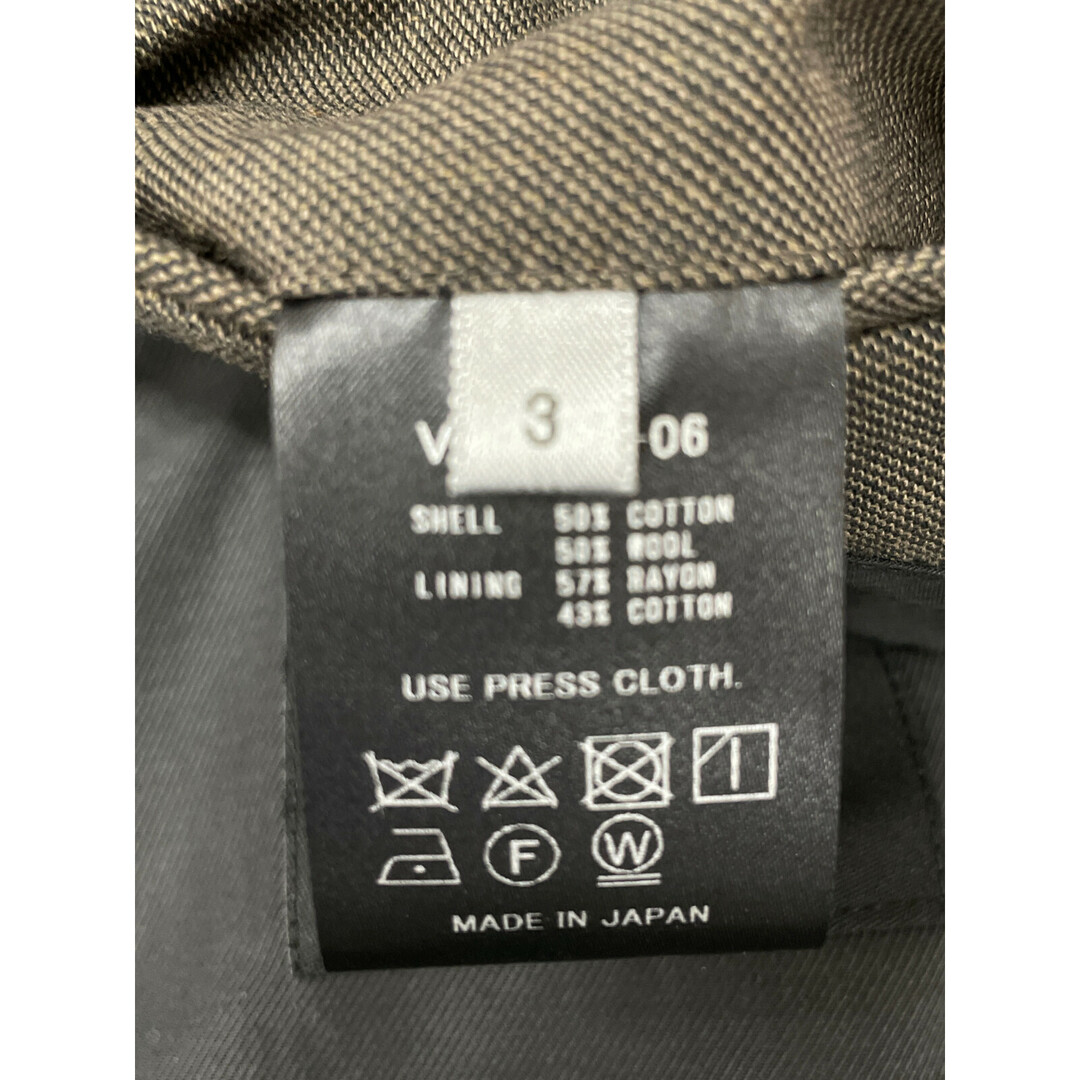 3
-06
SHELL 50% COTTON
50% WOOL
LINING 57% RAYON
43% COTTON
USE PRESS CLOTH.
F W
MADE IN JAPAN